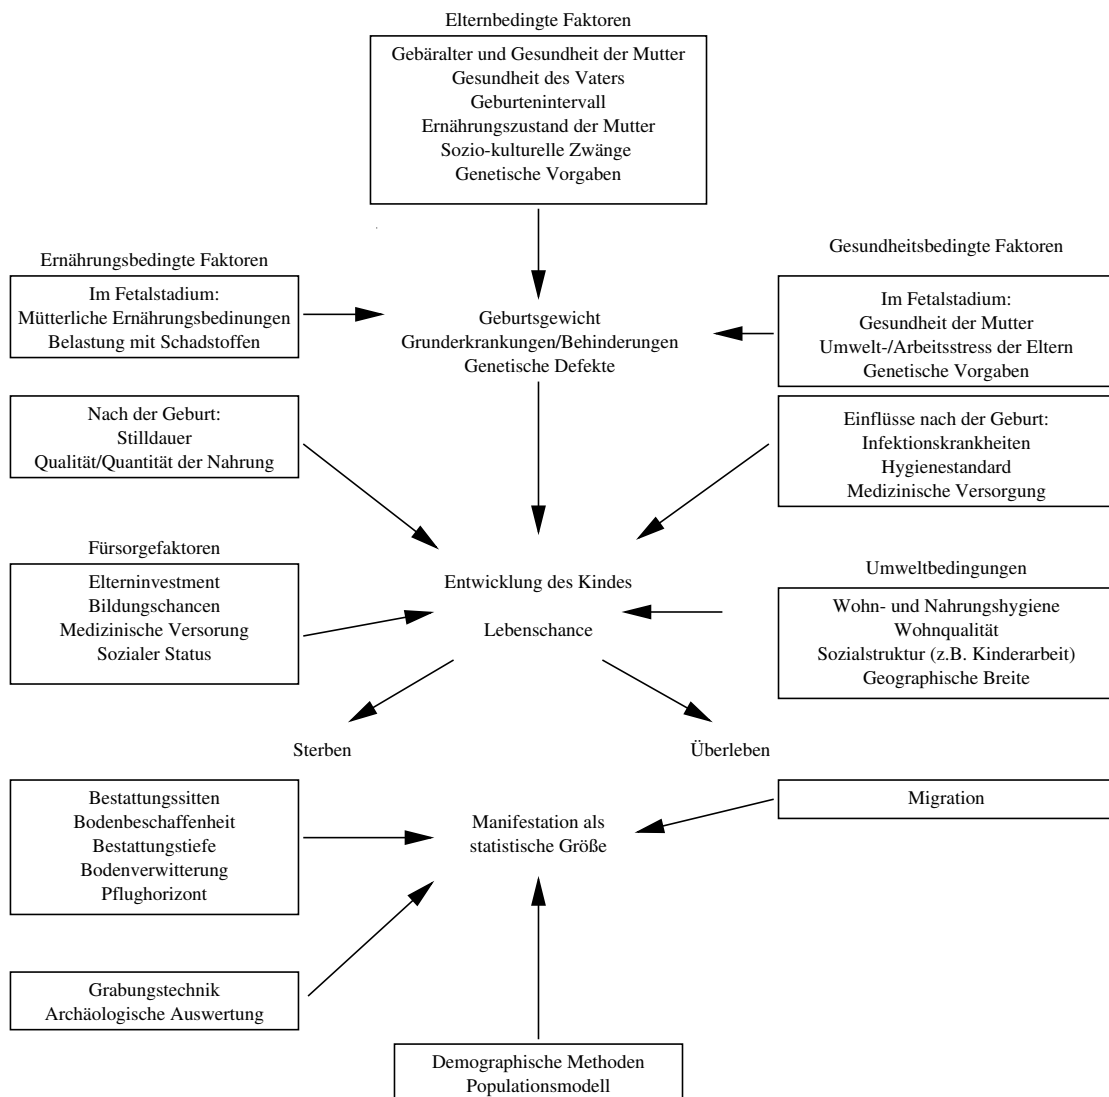 Elternbedingte Faktoren
Gebäralter und Gesundheit der Mutter
Gesundheit des Vaters
Geburtenintervall
Ernährungszustand der Mutter
Sozio-kulturelle Zwänge
Genetische Vorgaben
Ernährungsbedingte Faktoren
Im Fetalstadium:
Mütterliche Ernährungsbedinungen
Belastung mit Schadstoffen
Geburtsgewicht
Grunderkrankungen/Behinderungen
Genetische Defekte
Gesundheitsbedingte Faktoren
Im Fetalstadium:
Gesundheit der Mutter
Umwelt-/Arbeitsstress der Eltern
Genetische Vorgaben
Nach der Geburt:
Stilldauer
Qualität/Quantität der Nahrung
Einflüsse nach der Geburt:
Infektionskrankheiten
Hygienestandard
Medizinische Versorgung
Fürsorgefaktoren
Elterninvestment
Bildungschancen
Medizinische Versorung
Sozialer Status
Entwicklung des Kindes
Lebenschance
Umweltbedingungen
Wohn- und Nahrungshygiene
Wohnqualität
Sozialstruktur (z.B. Kinderarbeit)
Geographische Breite
Sterben
Überleben
Bestattungssitten
Bodenbeschaffenheit
Bestattungstiefe
Bodenverwitterung
Pflughorizont
Manifestation als
statistische Größe
Migration
Grabungstechnik
Archäologische Auswertung
Demographische Methoden
Populationsmodell